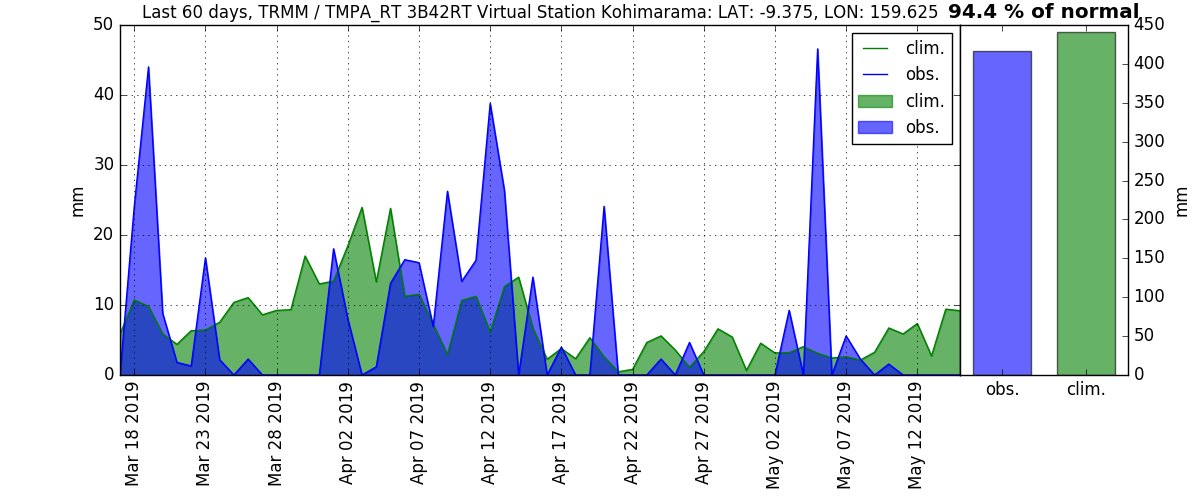 Last 60 days, TRMM / TMPA_RT 3B42RT Virtual Station Kohimarama: LAT: -9.375, LON: 159.625 94.4 % of normal
50
40
30
20
10
0
mm
clim.
obs.
clim.
obs.
450
400
350
300
250
200
150
100
50
0
mm
obs.
clim.
Mar 18 2019
Mar 23 2019
Mar 28 2019
Apr 02 2019
Apr 07 2019
Apr 12 2019
Apr 17 2019
Apr 22 2019
Apr 27 2019
May 02 2019
May 07 2019
May 12 2019